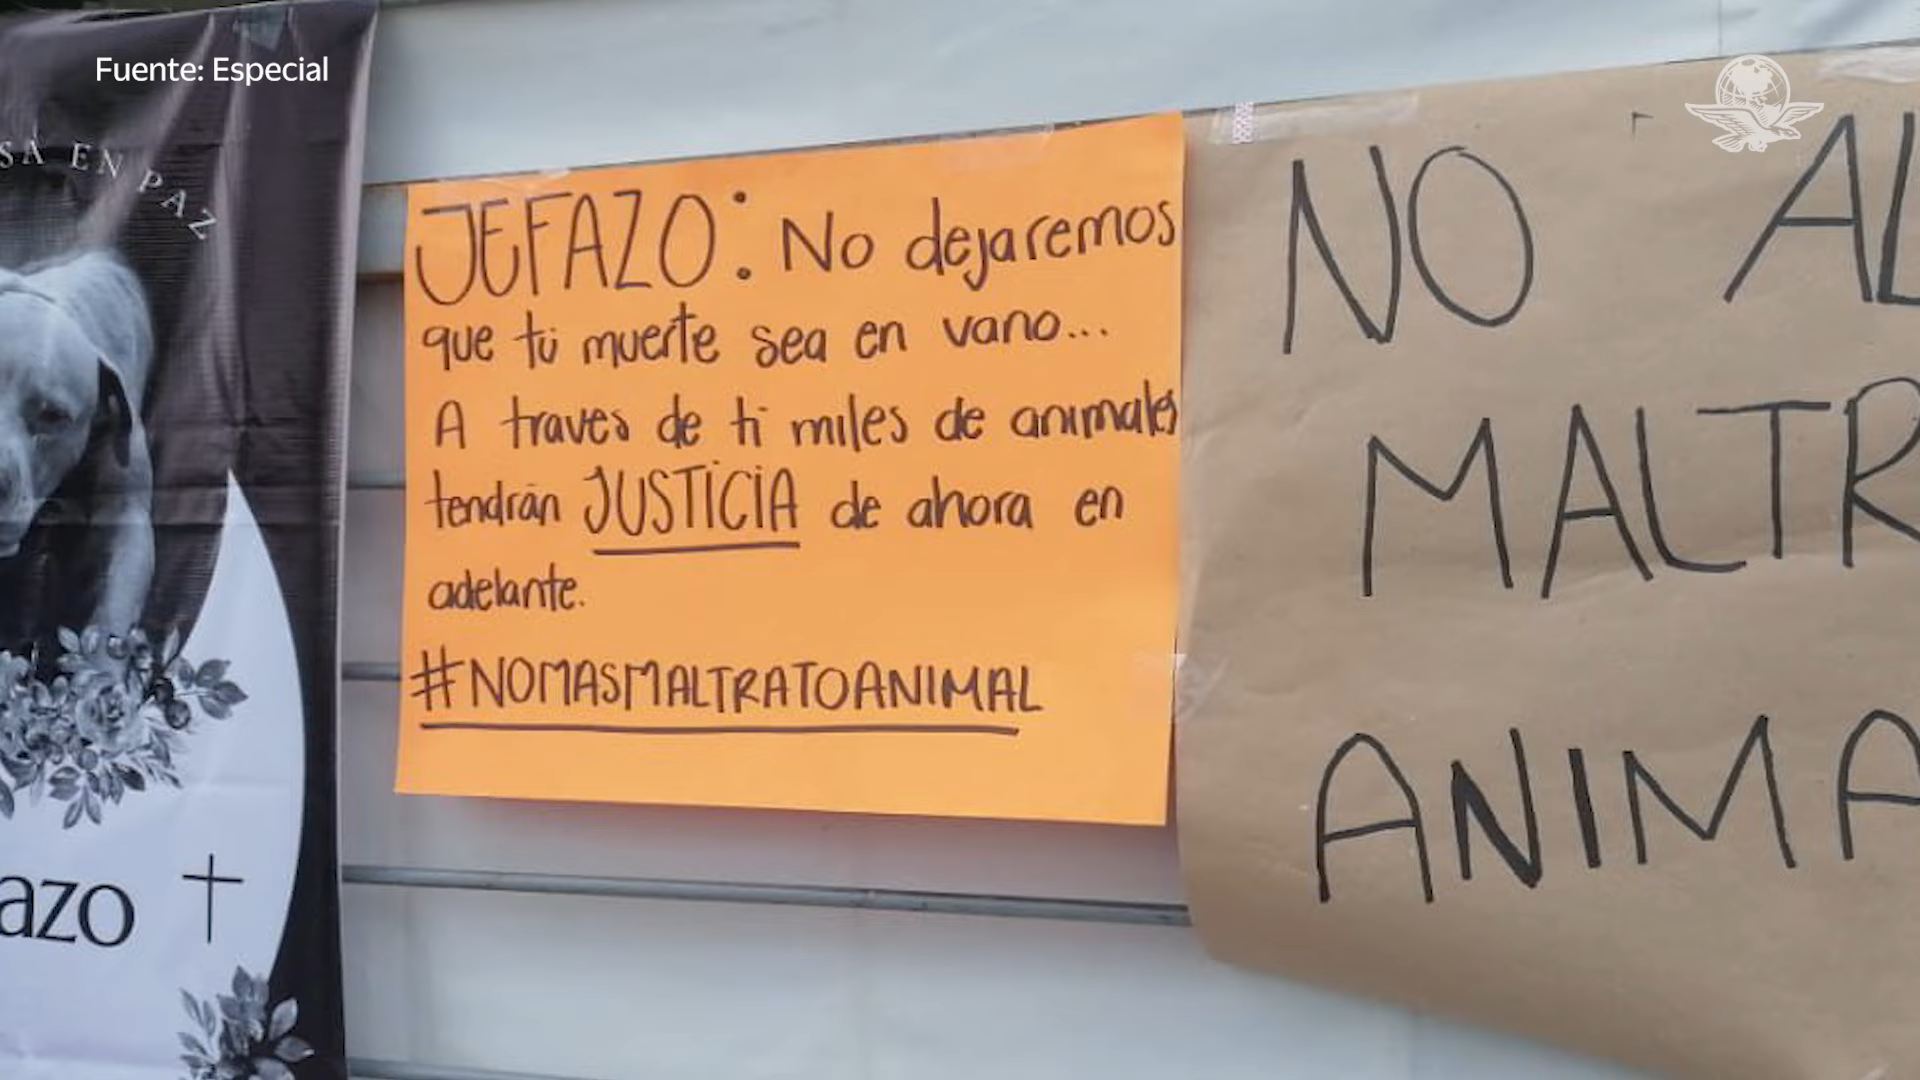 Fuente: Especial
SA EN PAZ
azo
JEFAZO: No dejaremos
que tú muerte sea en vano...
A traves de ti miles de animales
tendrán JUSTICIA de ahora en
adelante.
#NOMASMALTRATOANIMAL
NO AL
MALTR
ANIMA